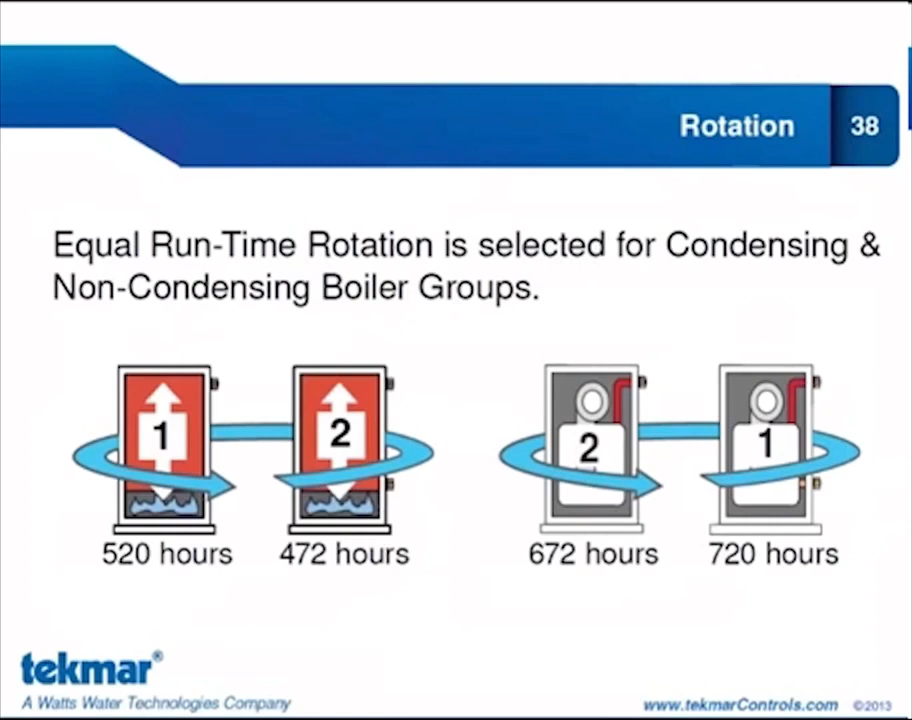 Rotation 38
Equal Run-Time Rotation is selected for Condensing &
Non-Condensing Boiler Groups.
1 2 2 1
520 hours 472 hours 672 hours 720 hours
tekmar®
A Watts Water Technologies Company
www.tekmarControls.com ©2013